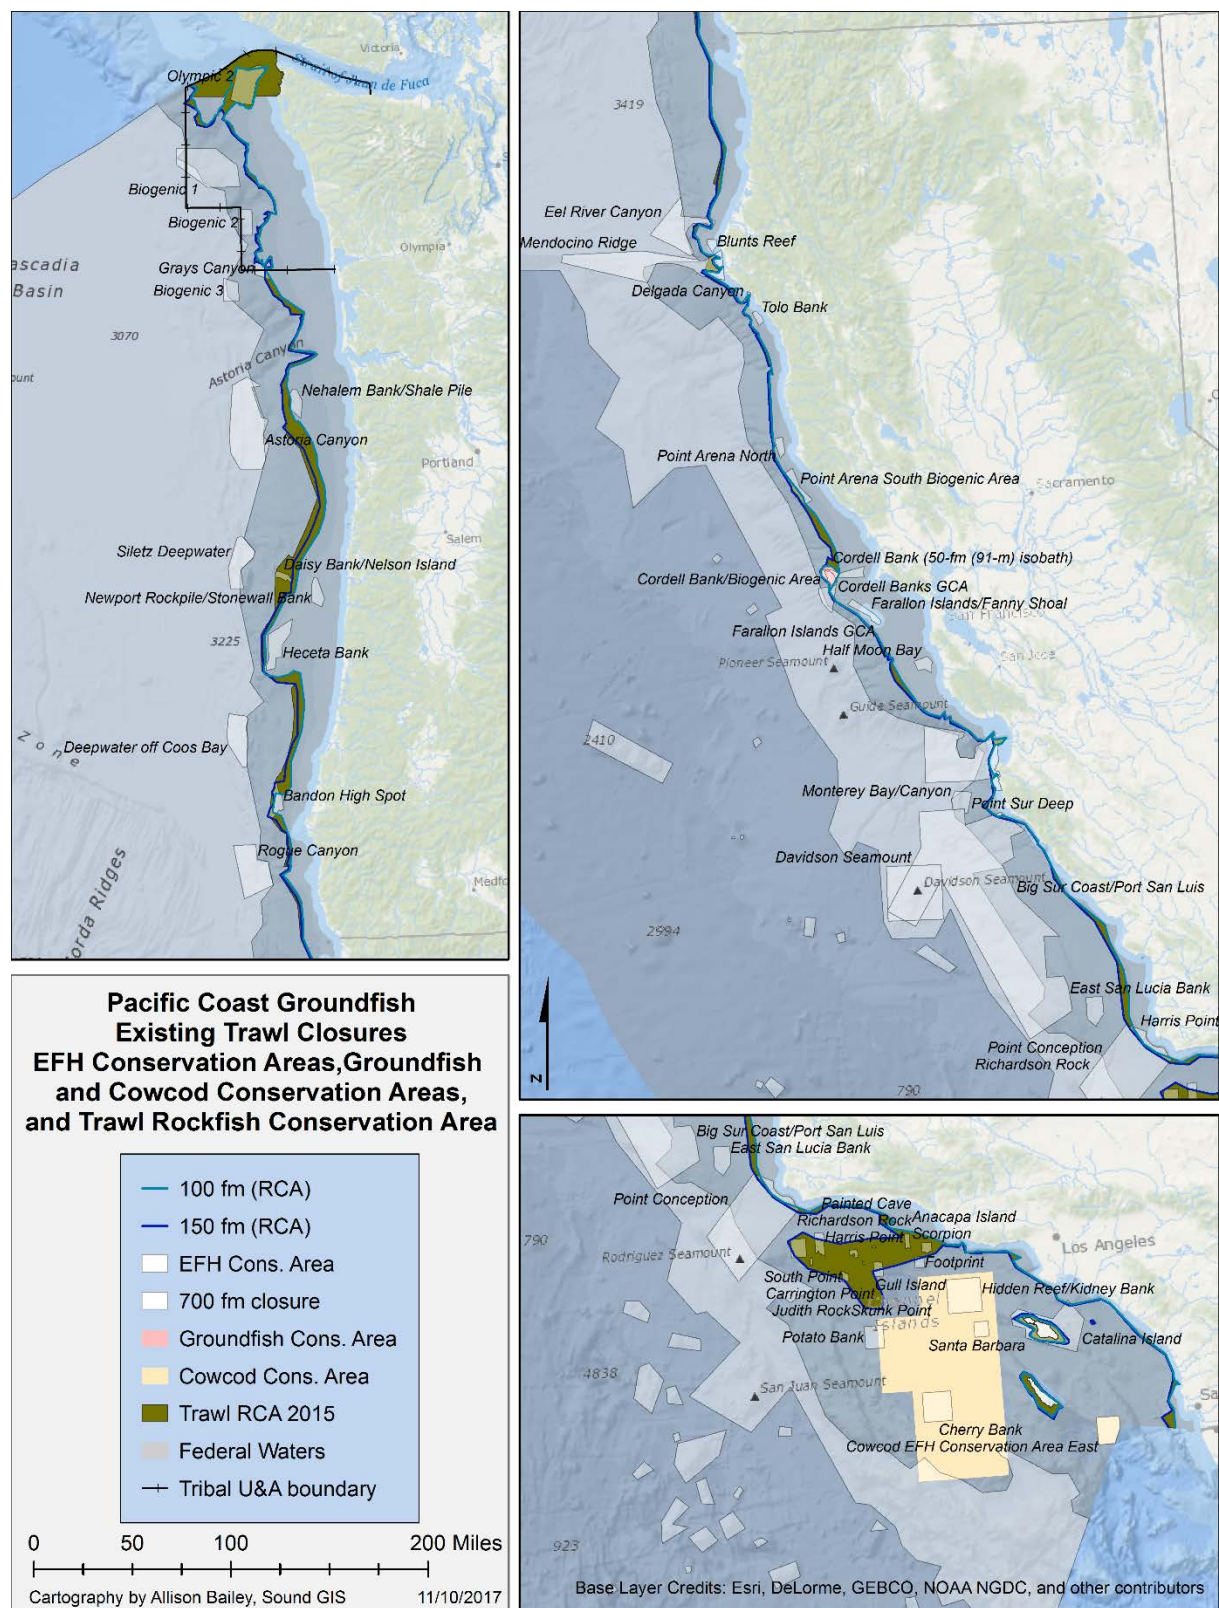 Victoria
Strait of Juan de Fuca
Olympic 2
Biogenic 1
Biogenic 2
Olympia
Grays Canyon
ascadia
Basin
Biogenic 3
3070
Astoria Canyon
ount
Nehalem Bank/Shale Pile
Astoria Canyon
Portland
Salem
Siletz Deepwater
Daisy Bank/Nelson Island
Newport Rockpile/Stonewall Bank
3225
Heceta Bank
Zone
Deepwater off Coos Bay
Bandon High Spot
Rogue Canyon
Medfo
orda Ridges
3419
Eel River Canyon
Mendocino Ridge
Blunts Reef
Delgada Canyon
Tolo Bank
Point Arena North
Point Arena South Biogenic Area
Sacramento
Cordell Bank (50-fm (91-m) isobath)
Cordell Bank/Biogenic Area
Cordell Banks GCA
Farallon Islands/Fanny Shoal
San Francisco
Farallon Islands GCA
Half Moon Bay
San Jose
Pioneer Seamount
Guide Seamount
2410
Monterey Bay/Canyon
Point Sur Deep
Davidson Seamount
Davidson Seamount
Big Sur Coast/Port San Luis
2994
East San Lucia Bank
Harris Point
Point Conception
Richardson Rock
790
N
Pacific Coast Groundfish
Existing Trawl Closures
EFH Conservation Areas,Groundfish
and Cowcod Conservation Areas,
and Trawl Rockfish Conservation Area
100 fm (RCA)
150 fm (RCA)
EFH Cons. Area
700 fm closure
Groundfish Cons. Area
Cowcod Cons. Area
Trawl RCA 2015
Federal Waters
Tribal U&A boundary
0 50 100 200 Miles
Cartography by Allison Bailey, Sound GIS 11/10/2017
Big Sur Coast/Port San Luis
East San Lucia Bank
Point Conception
Painted Cave
Richardson Rock
Anacapa Island
Harris Point
Scorpion
790
Los Angeles
Rodriguez Seamount
Footprint
South Point
Gull Island
Hidden Reef/Kidney Bank
Carrington Point
Judith Rock
Skunk Point
Islands
Potato Bank
Santa Barbara
Catalina Island
4838
San Juan Seamount
Sa
Cherry Bank
Cowcod EFH Conservation Area East
923
Base Layer Credits: Esri, DeLorme, GEBCO, NOAA NGDC, and other contributors